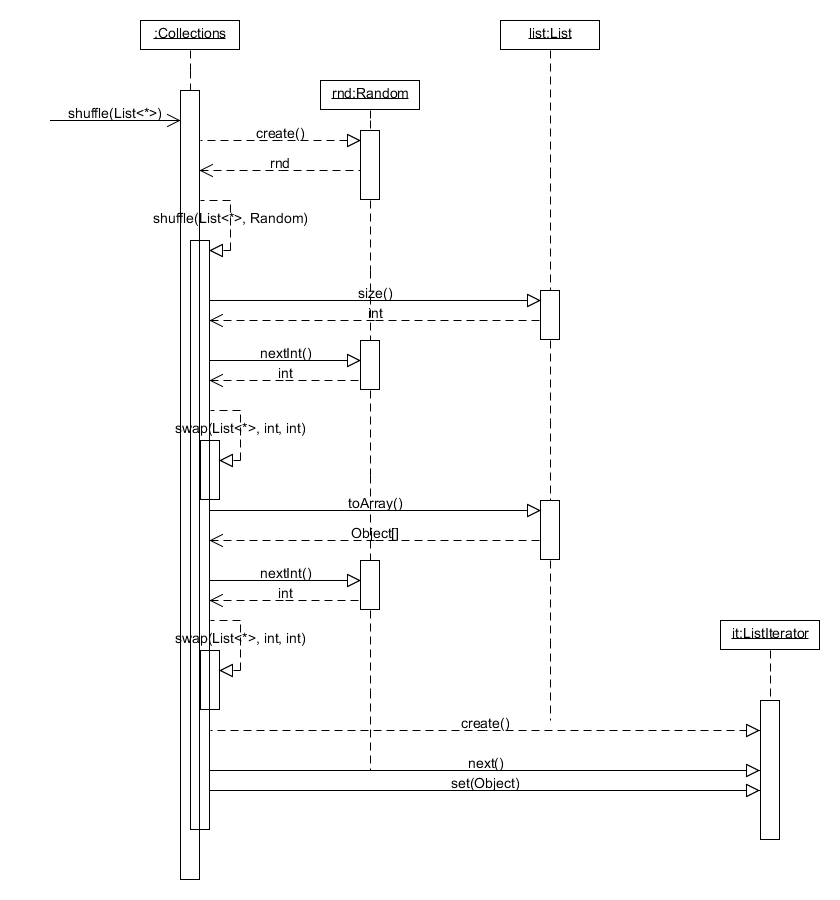 :Collections
list:List
rnd:Random
shuffle(List<*>)
create()
rnd
shuffle(List<*>, Random)
size()
int
nextInt()
int
swap(List<*>, int, int)
toArray()
Object[]
nextInt()
int
swap(List<*>, int, int)
it:ListIterator
create()
next()
set(Object)